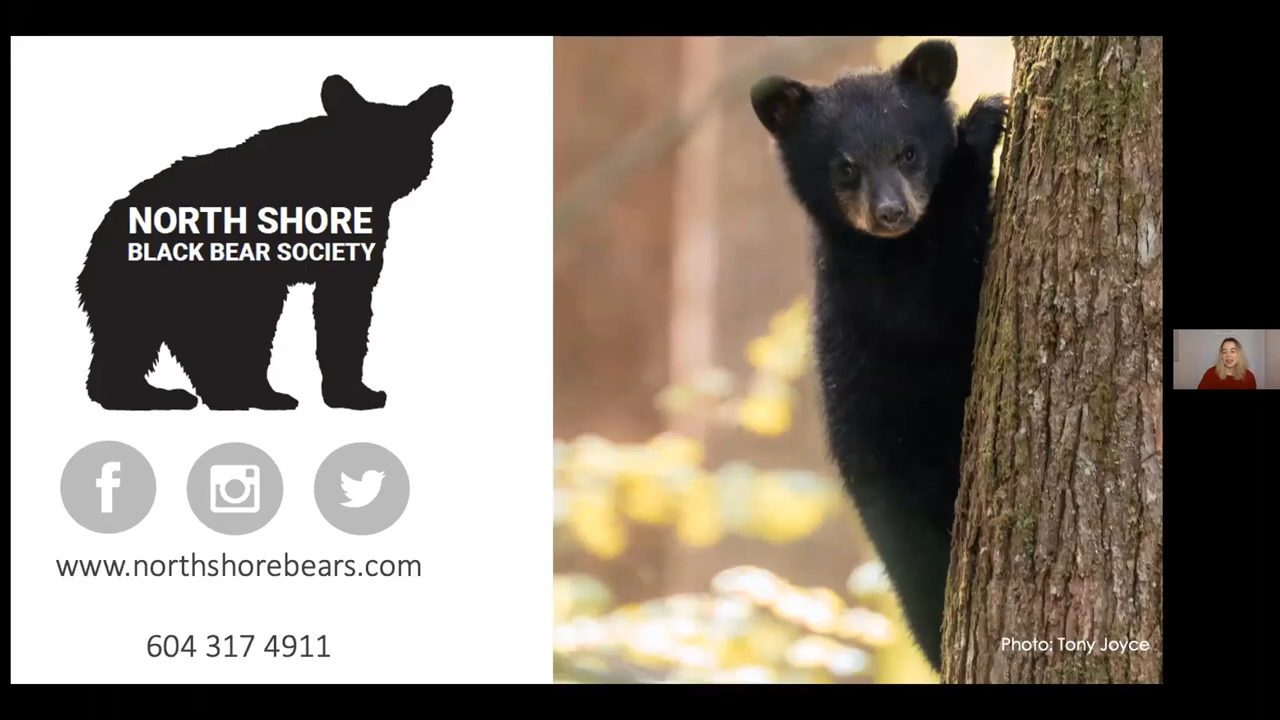 NORTH SHORE
BLACK BEAR SOCIETY
www.northshorebears.com
604 317 4911
Photo: Tony Joyce